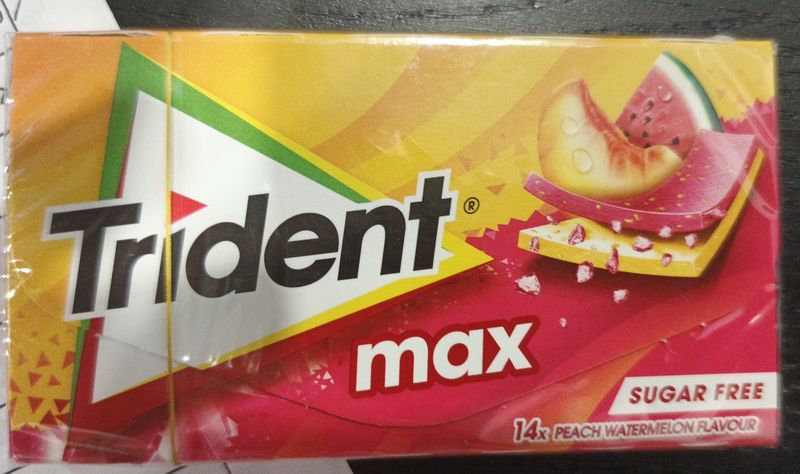 Trident®
max
SUGAR FREE
14x PEACH WATERMELON FLAVOUR